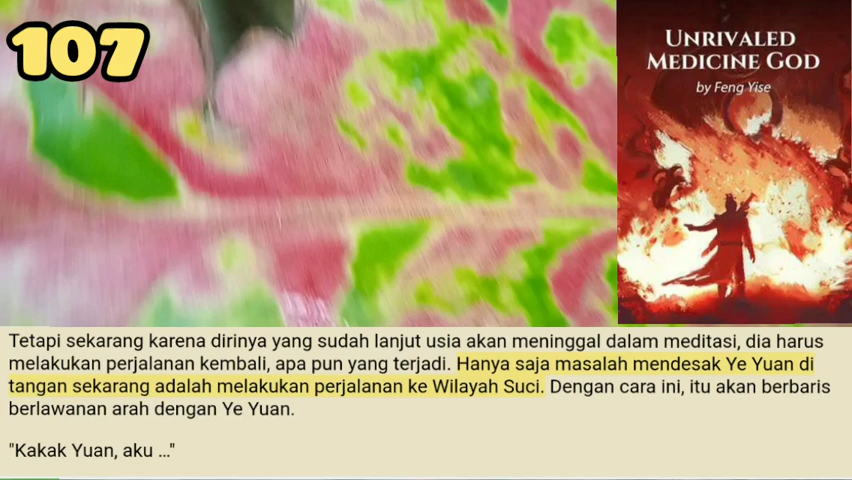 107
UNRIVALED
MEDICINE GOD
by Feng Yise
Tetapi sekarang karena dirinya yang sudah lanjut usia akan meninggal dalam meditasi, dia harus
melakukan perjalanan kembali, apa pun yang terjadi. Hanya saja masalah mendesak Ye Yuan di
tangan sekarang adalah melakukan perjalanan ke Wilayah Suci. Dengan cara ini, itu akan berbaris
berlawanan arah dengan Ye Yuan.
"Kakak Yuan, aku ..."